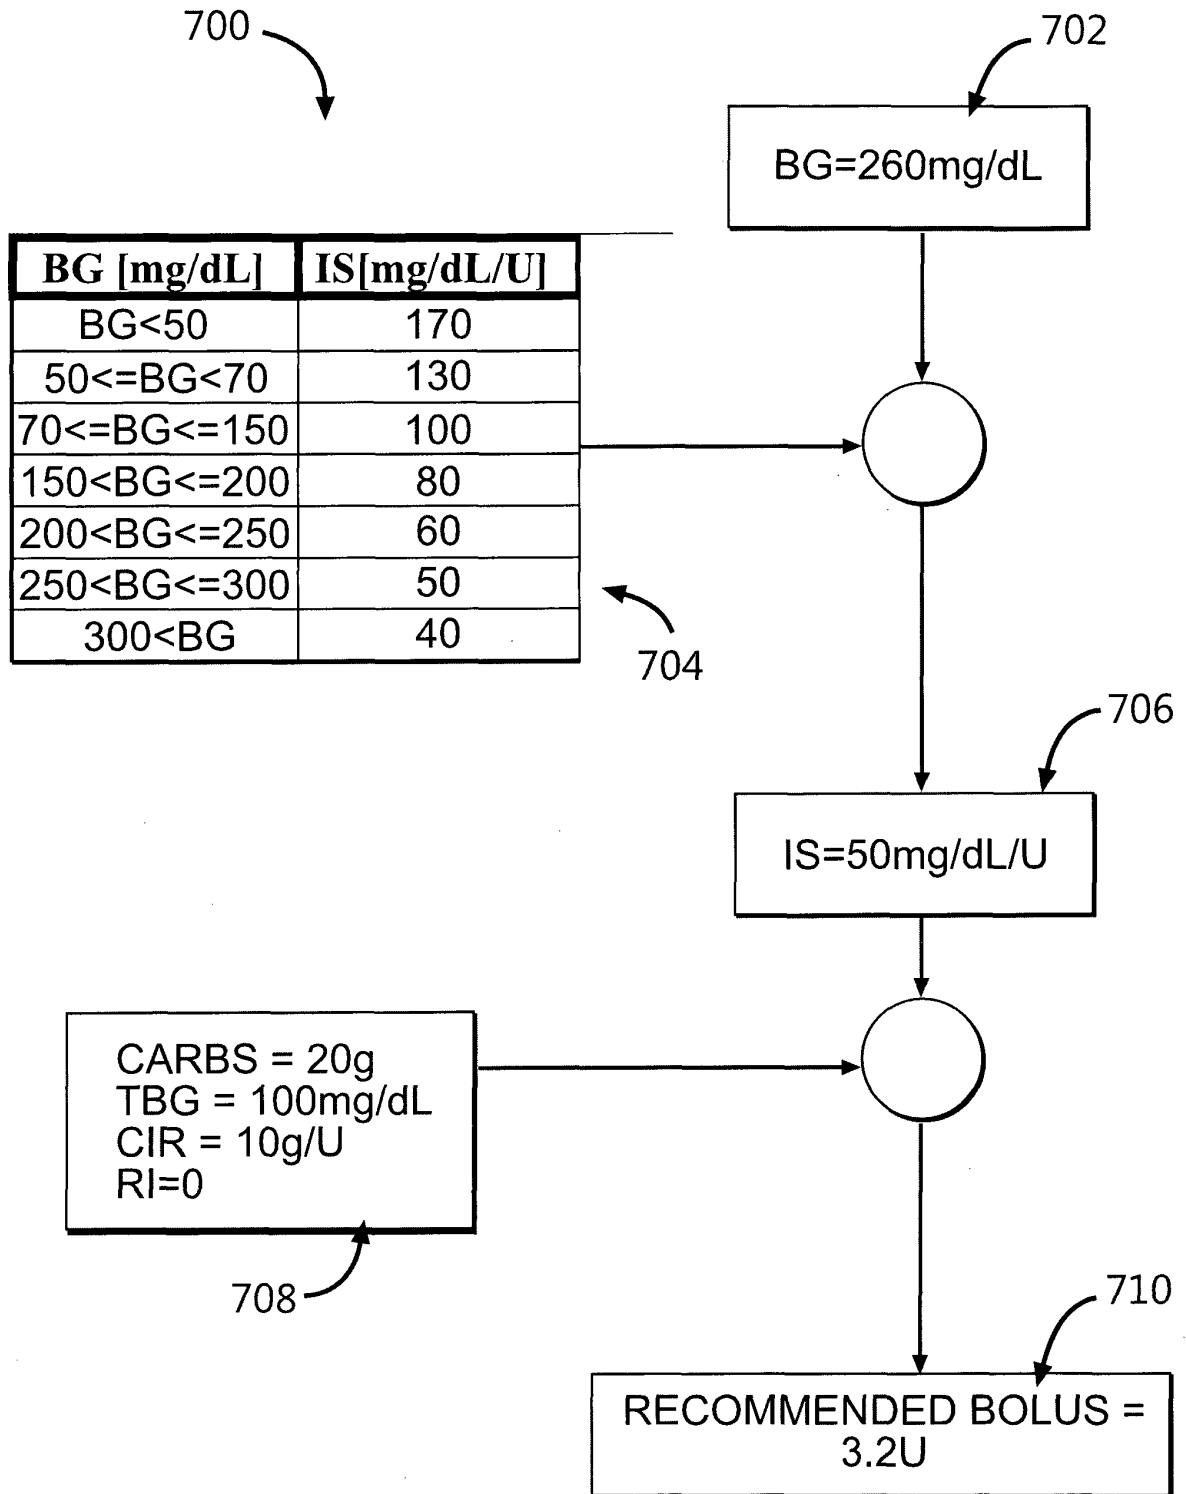 700
702
BG=260mg/dL
BG [mg/dL] IS[mg/dL/U]
BG<50 170
50<=BG<70 130
70<=BG<=150 100
150<BG<=200 80
200<BG<=250 60
250<BG<=300 50
300<BG 40
704
706
IS=50mg/dL/U
CARBS = 20g
TBG = 100mg/dL
CIR = 10g/U
RI=0
708
710
RECOMMENDED BOLUS =
3.2U